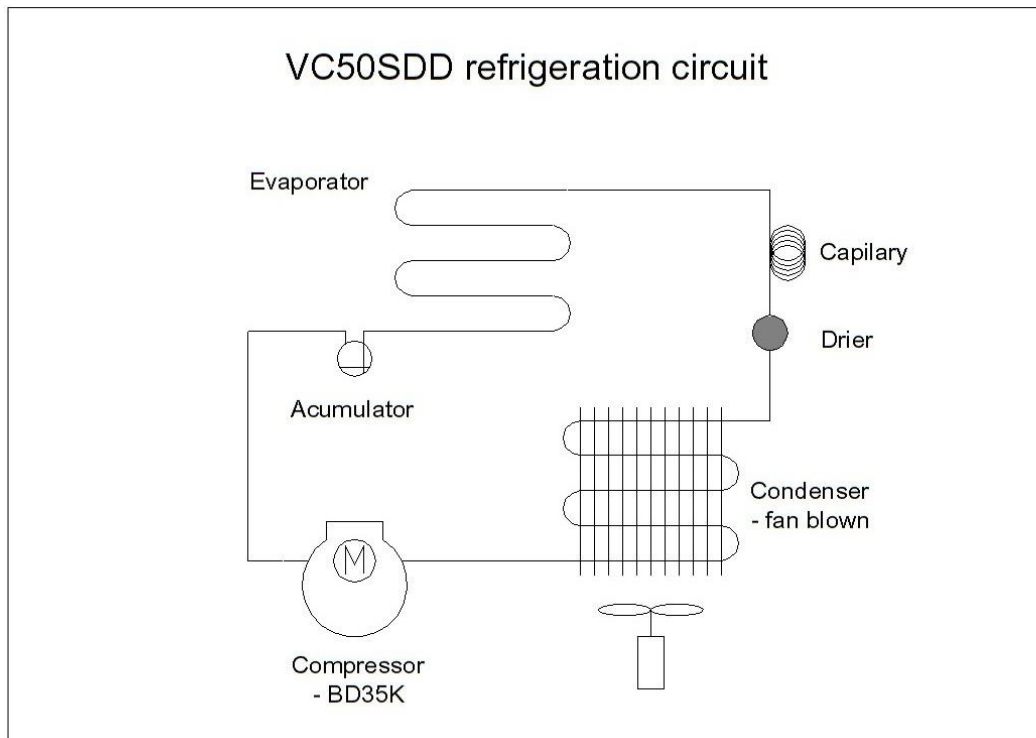 VC50SDD refrigeration circuit
Evaporator
Capilary
Drier
Acumulator
Condenser
- fan blown
M
Compressor
- BD35K